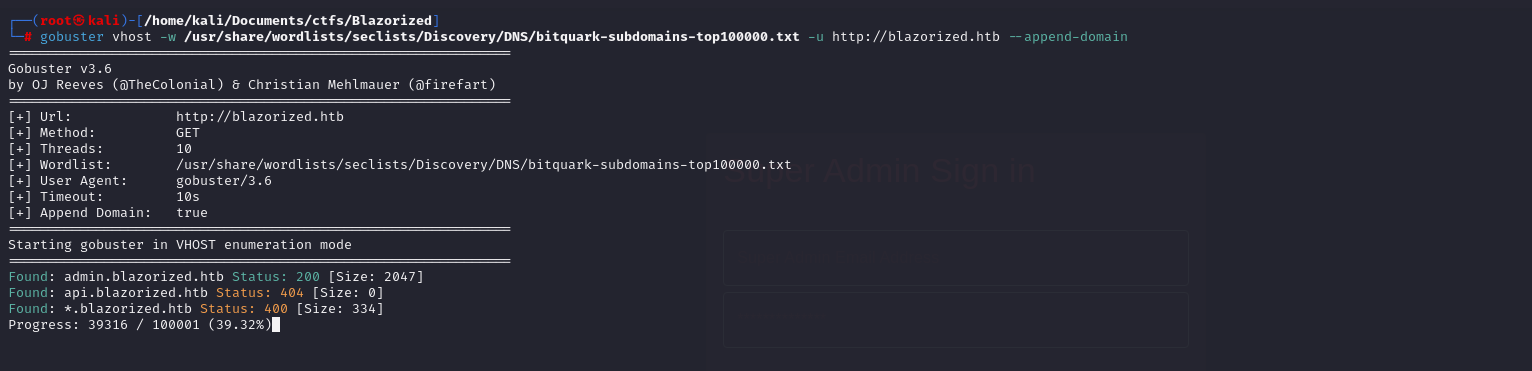 ┌──(root㉿kali)-[/home/kali/Documents/ctfs/Blazorized]
└─# gobuster vhost -w /usr/share/wordlists/seclists/Discovery/DNS/bitquark-subdomains-top100000.txt -u http://blazorized.htb --append-domain
===============================================================
Gobuster v3.6
by OJ Reeves (@TheColonial) & Christian Mehlmauer (@firefart)
===============================================================
[+] Url:             http://blazorized.htb
[+] Method:          GET
[+] Threads:         10
[+] Wordlist:        /usr/share/wordlists/seclists/Discovery/DNS/bitquark-subdomains-top100000.txt
[+] User Agent:      gobuster/3.6
[+] Timeout:         10s
[+] Append Domain:   true
===============================================================
Starting gobuster in VHOST enumeration mode
===============================================================
Found: admin.blazorized.htb Status: 200 [Size: 2047]
Found: api.blazorized.htb Status: 404 [Size: 0]
Found: *.blazorized.htb Status: 400 [Size: 334]
Progress: 39316 / 100001 (39.32%)
Super Admin Sign in